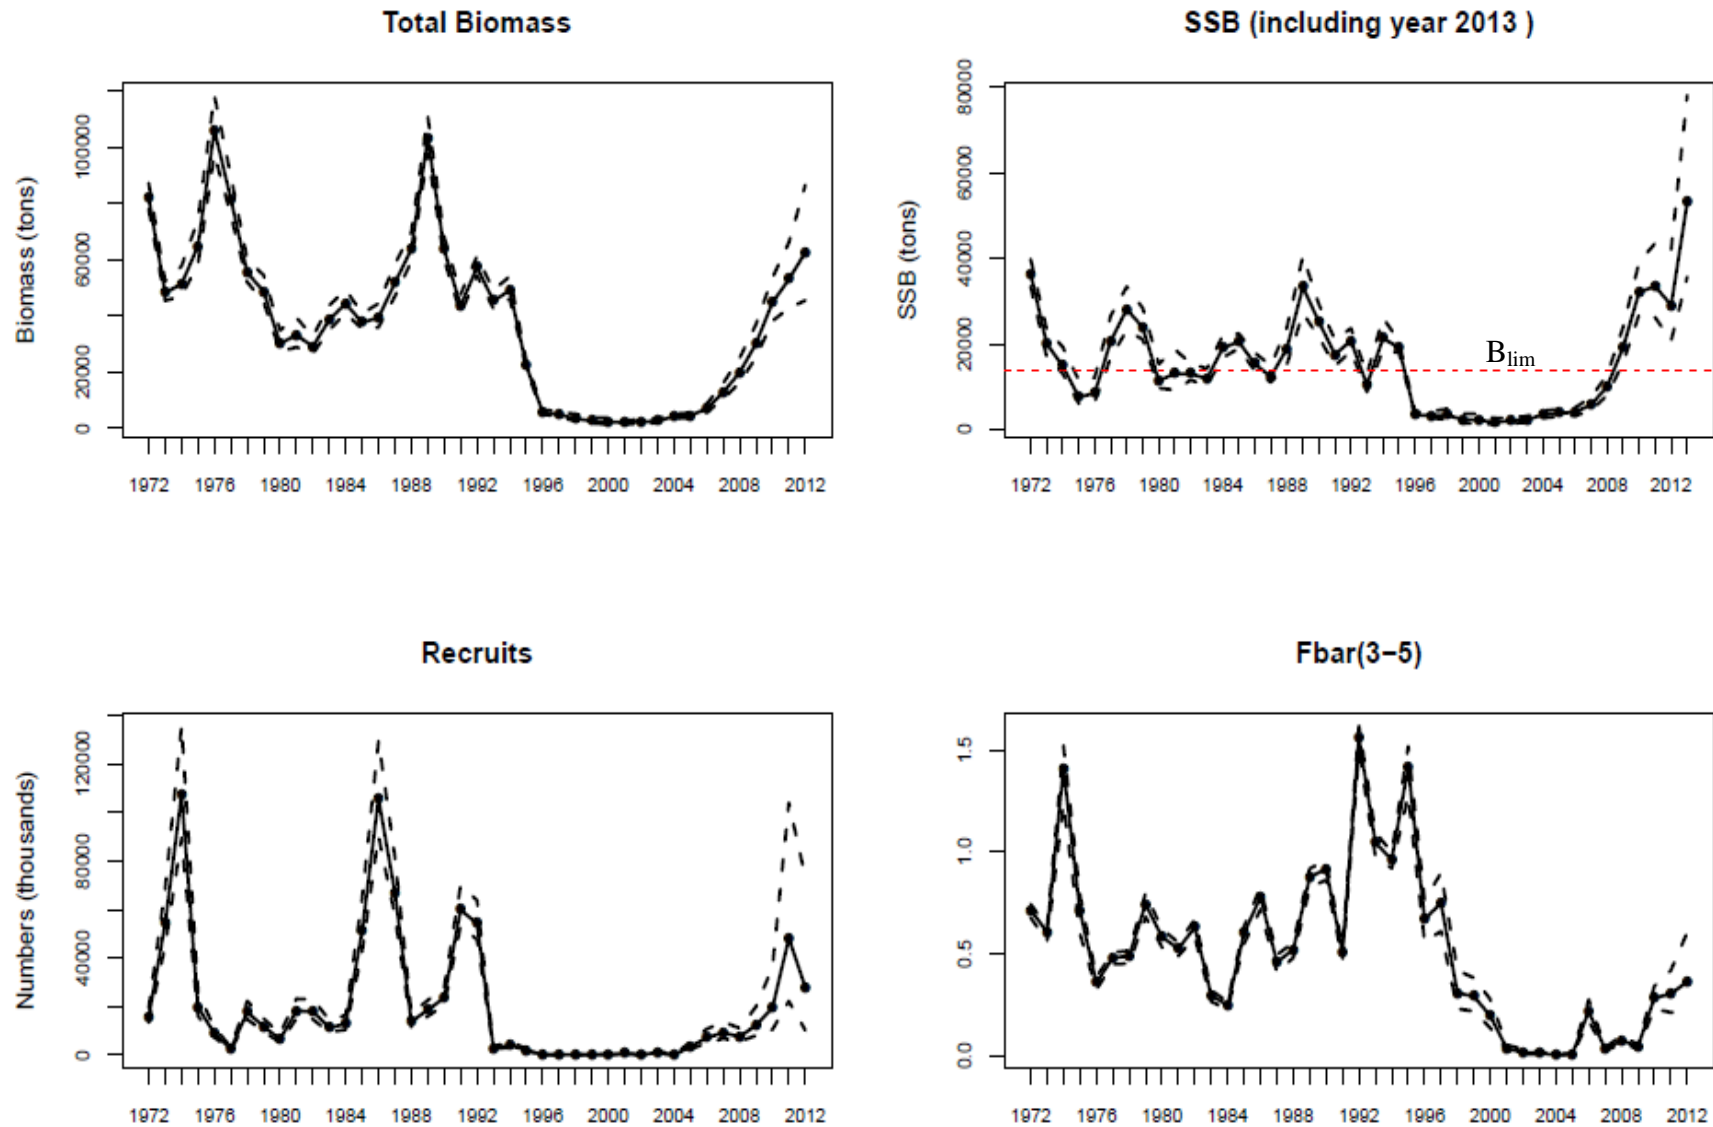 Total Biomass
Biomass (tons)
0 20000 60000 100000
1972 1976 1980 1984 1988 1992 1996 2000 2004 2008 2012
SSB (including year 2013 )
SSB (tons)
0 20000 40000 60000 80000
Blim
1972 1976 1980 1984 1988 1992 1996 2000 2004 2008 2012
Recruits
Numbers (thousands)
0 40000 80000 120000
1972 1976 1980 1984 1988 1992 1996 2000 2004 2008 2012
Fbar(3−5)
0.0 0.5 1.0 1.5
1972 1976 1980 1984 1988 1992 1996 2000 2004 2008 2012